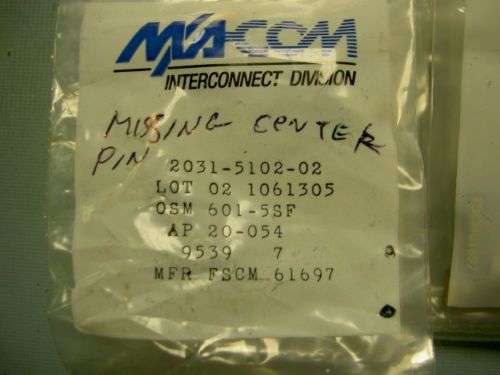 M/A-COM
INTERCONNECT DIVISION
MISSING CENTER
PIN
2031-5102-02
LOT 02 1061305
OSM 601-5SF
AP 20-054
9539 7
MFR FSCM 61697